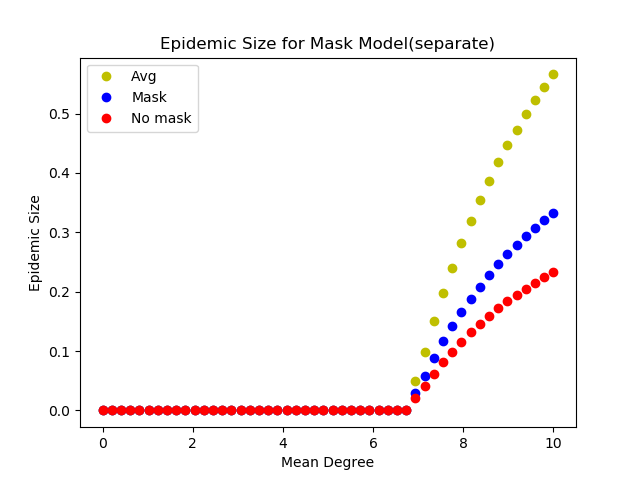 Epidemic Size for Mask Model(separate)
Avg
Mask
No mask
Epidemic Size
0.5
0.4
0.3
0.2
0.1
0.0
0 2 4 6 8 10
Mean Degree